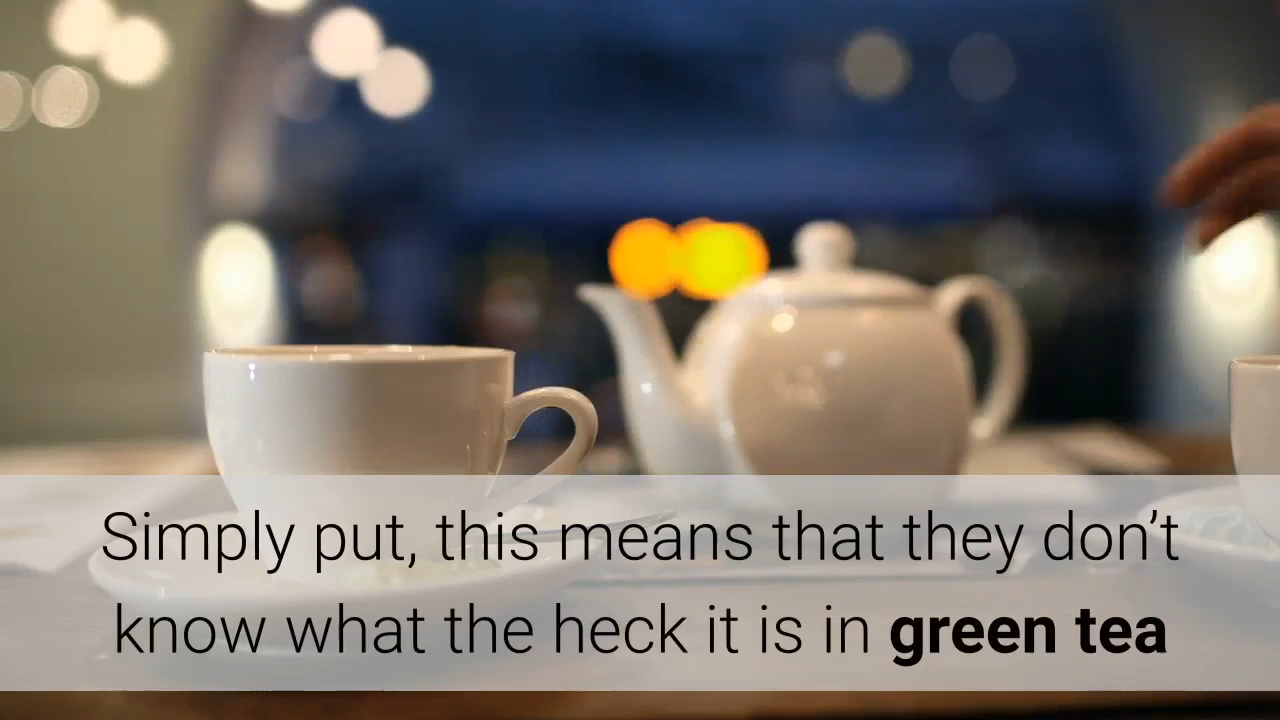 Simply put, this means that they don’t
know what the heck it is in green tea